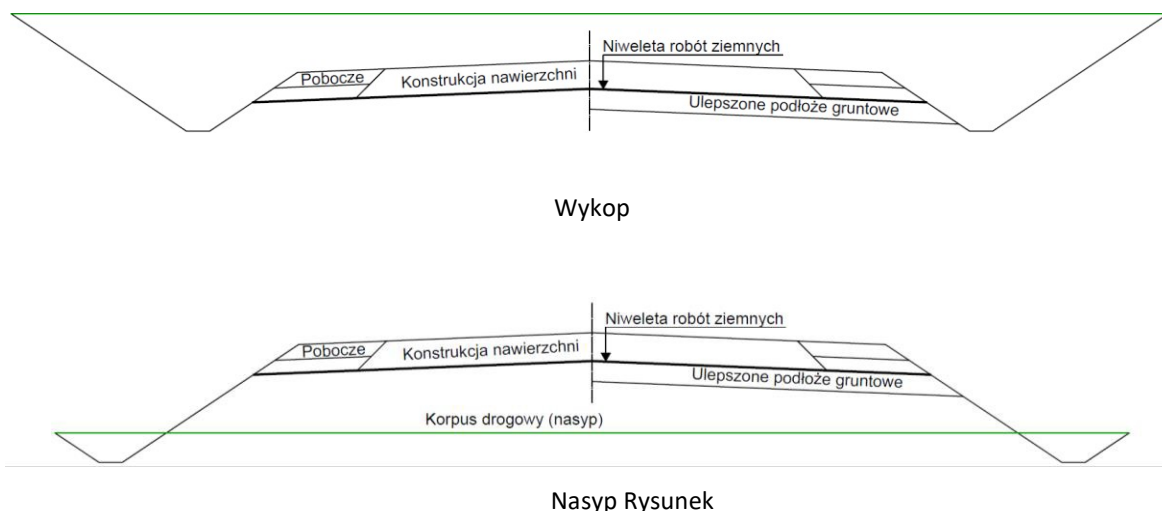 Niweleta robót ziemnych
Pobocze
Konstrukcja nawierzchni
Ulepszone podłoże gruntowe
Wykop
Niweleta robót ziemnych
Pobocze
Konstrukcja nawierzchni
Ulepszone podłoże gruntowe
Korpus drogowy (nasyp)
Nasyp Rysunek